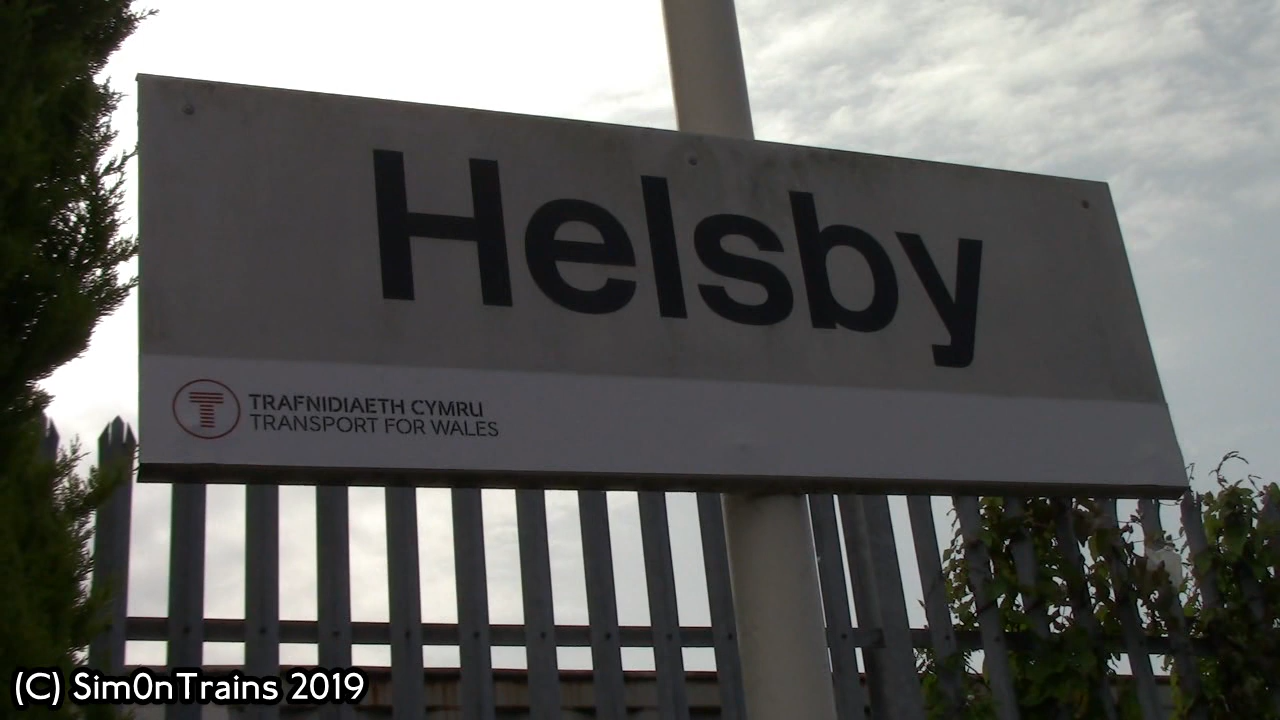 Helsby
T
TRAFNIDIAETH CYMRU
TRANSPORT FOR WALES
(C) Sim0nTrains 2019